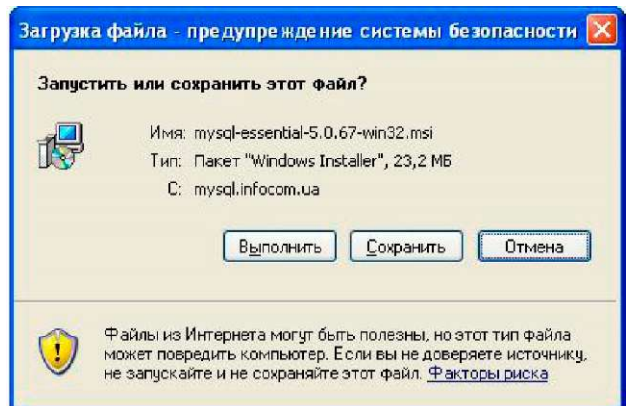 Загрузка файла - предупреждение системы безопасности
Запустить или сохранить этот файл?
Имя: mysql-essential-5.0.67-win32.msi
Тип: Пакет "Windows Installer", 23,2 МБ
С: mysql.infocom.ua
Выполнить Сохранить Отмена
Файлы из Интернета могут быть полезны, но этот тип файла
может повредить компьютер. Если вы не доверяете источнику,
не запускайте и не сохраняйте этот файл. Факторы риска